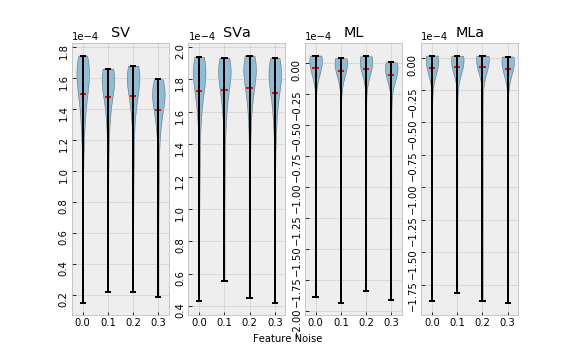 SV SVa ML MLa
1e−4 1e−4 1e−4 1e−4
1.8 2.0
1.6 1.8 0.00 0.00
1.4 1.6 −0.25 −0.25
1.2 1.4 −0.50 −0.50
1.0 1.2 −0.75 −0.75
0.8 1.0 −1.00 −1.00
0.6 0.8 −1.25 −1.25
0.4 0.6 −1.50 −1.50
0.2 0.4 −1.75 −1.75
−2.00
0.0 0.1 0.2 0.3 0.0 0.1 0.2 0.3 0.0 0.1 0.2 0.3 0.0 0.1 0.2 0.3
Feature Noise